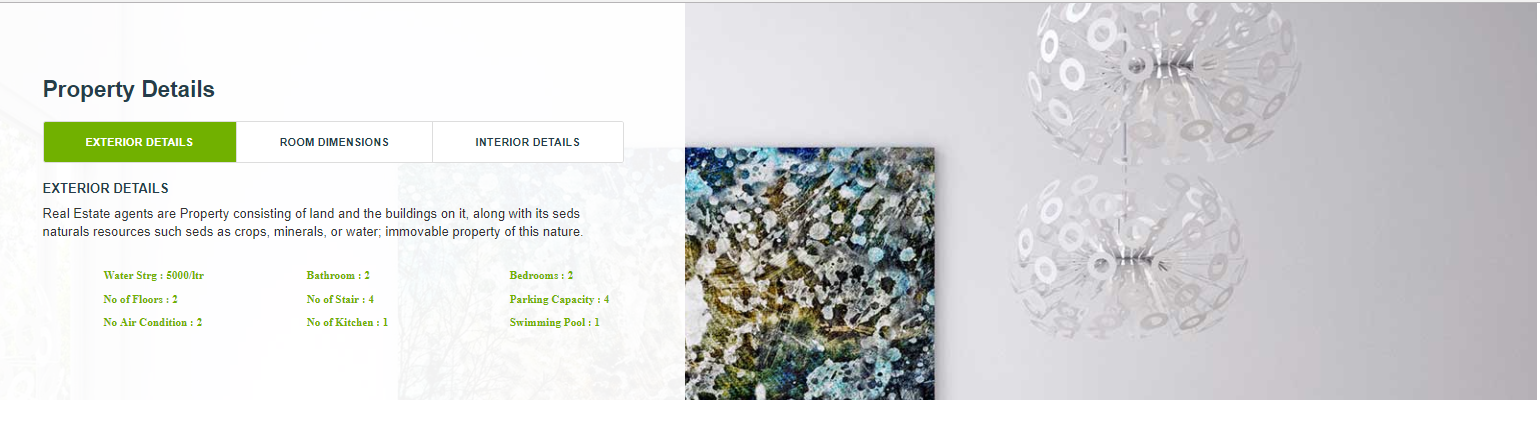 Property Details
EXTERIOR DETAILS ROOM DIMENSIONS INTERIOR DETAILS
EXTERIOR DETAILS
Real Estate agents are Property consisting of land and the buildings on it, along with its seds
naturals resources such seds as crops, minerals, or water; immovable property of this nature.
Water Strg : 5000/ltr Bathroom : 2 Bedrooms : 2
No of Floors : 2 No of Stair : 4 Parking Capacity : 4
No Air Condition : 2 No of Kitchen : 1 Swimming Pool : 1